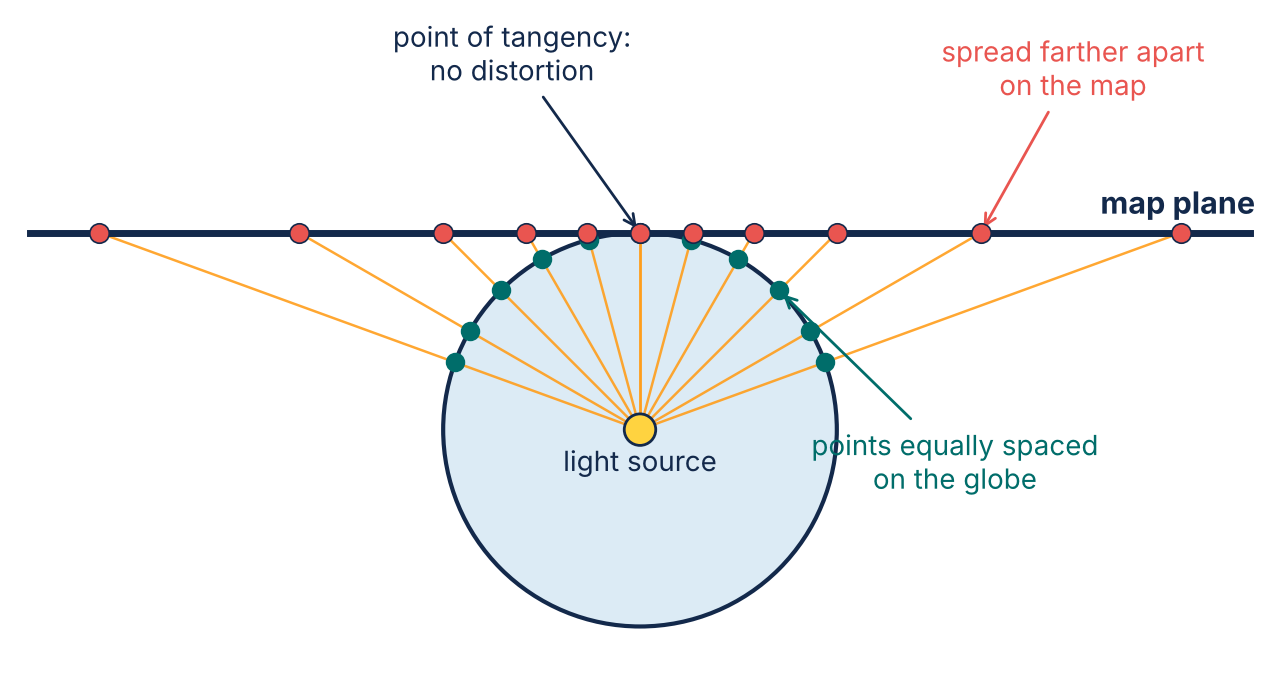 point of tangency:
no distortion
spread farther apart
on the map
map plane
light source
points equally spaced
on the globe